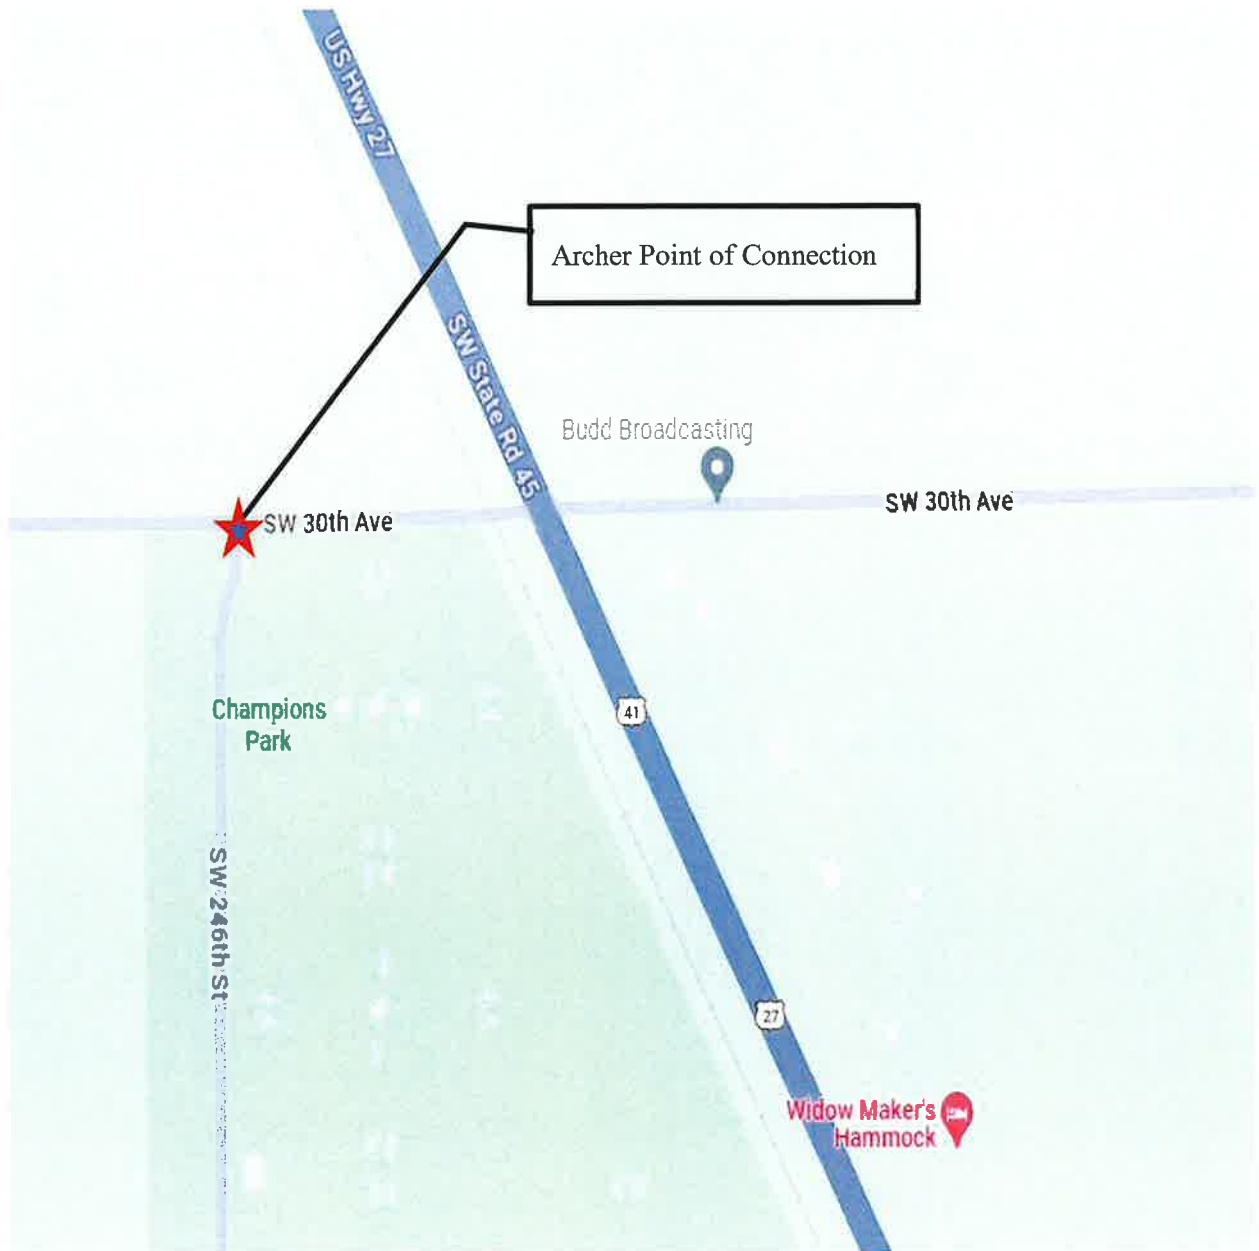 US Hwy 27
Archer Point of Connection
SW State Rd 45
Budd Broadcasting
SW 30th Ave
SW 30th Ave
Champions
Park
41
SW 246th St
27
Widow Maker's
Hammock